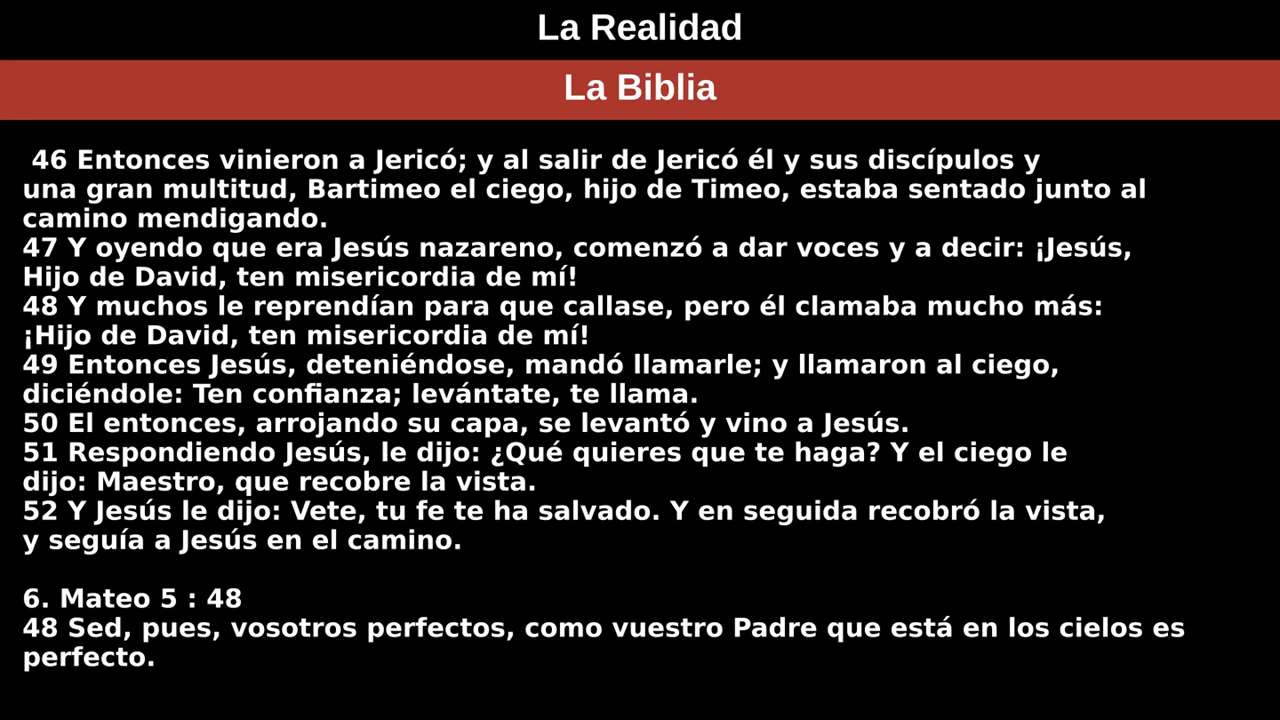 La Realidad
La Biblia
46 Entonces vinieron a Jericó; y al salir de Jericó él y sus discípulos y
una gran multitud, Bartimeo el ciego, hijo de Timeo, estaba sentado junto al
camino mendigando.
47 Y oyendo que era Jesús nazareno, comenzó a dar voces y a decir: ¡Jesús,
Hijo de David, ten misericordia de mí!
48 Y muchos le reprendían para que callase, pero él clamaba mucho más:
¡Hijo de David, ten misericordia de mí!
49 Entonces Jesús, deteniéndose, mandó llamarle; y llamaron al ciego,
diciéndole: Ten confianza; levántate, te llama.
50 El entonces, arrojando su capa, se levantó y vino a Jesús.
51 Respondiendo Jesús, le dijo: ¿Qué quieres que te haga? Y el ciego le
dijo: Maestro, que recobre la vista.
52 Y Jesús le dijo: Vete, tu fe te ha salvado. Y en seguida recobró la vista,
y seguía a Jesús en el camino.
6. Mateo 5 : 48
48 Sed, pues, vosotros perfectos, como vuestro Padre que está en los cielos es
perfecto.